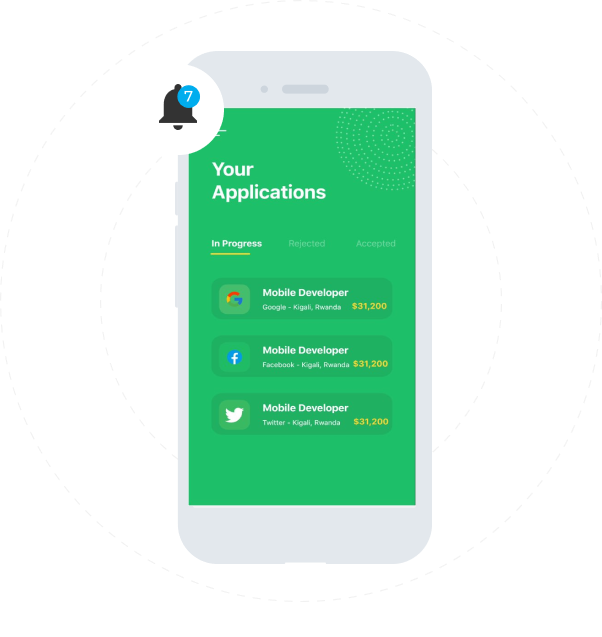 7
Your
Applications
In Progress Rejected Accepted
Mobile Developer
Google - Kigali, Rwanda $31,200
Mobile Developer
Facebook - Kigali, Rwanda $31,200
Mobile Developer
Twitter - Kigali, Rwanda $31,200